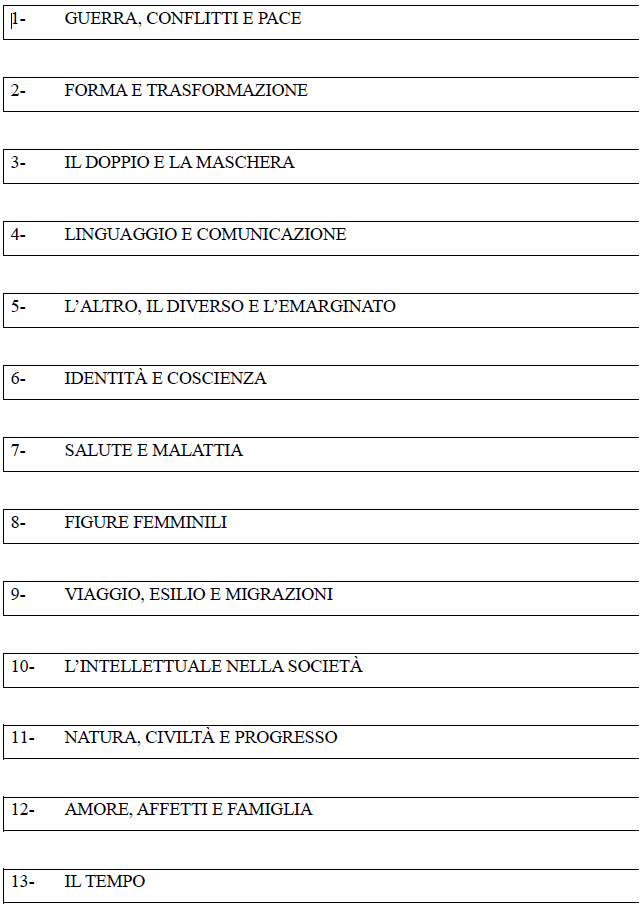 1- GUERRA, CONFLITTI E PACE
2- FORMA E TRASFORMAZIONE
3- IL DOPPIO E LA MASCHERA
4- LINGUAGGIO E COMUNICAZIONE
5- L’ALTRO, IL DIVERSO E L’EMARGINATO
6- IDENTITÀ E COSCIENZA
7- SALUTE E MALATTIA
8- FIGURE FEMMINILI
9- VIAGGIO, ESILIO E MIGRAZIONI
10- L’INTELLETTUALE NELLA SOCIETÀ
11- NATURA, CIVILTÀ E PROGRESSO
12- AMORE, AFFETTI E FAMIGLIA
13- IL TEMPO